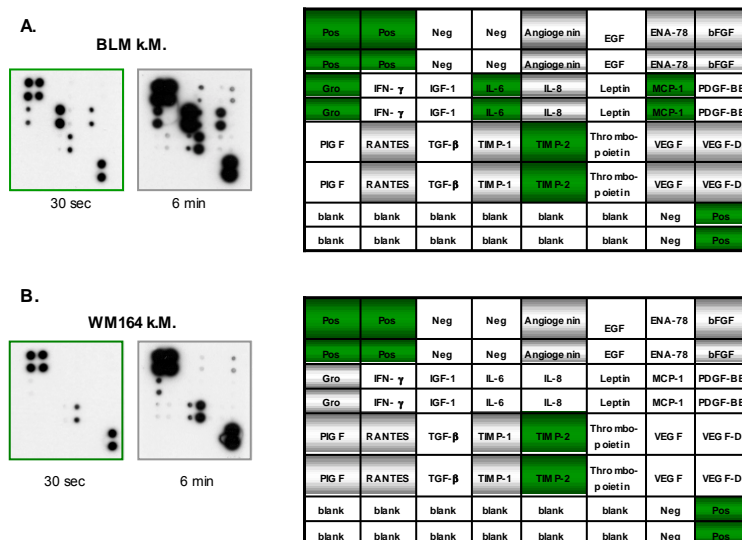 A.
BLM k.M.
30 sec 6 min
Pos Pos Neg Neg Angiogenin EGF ENA-78 bFGF
Pos Pos Neg Neg Angiogenin EGF ENA-78 bFGF
Gro IFN- γ IGF-1 IL-6 IL-8 Leptin MCP-1 PDGF-BB
Gro IFN- γ IGF-1 IL-6 IL-8 Leptin MCP-1 PDGF-BB
PIGF RANTES TGF-β TIMP-1 TIMP-2 Thrombo-
poietin VEGF VEGF-D
PIGF RANTES TGF-β TIMP-1 TIMP-2 Thrombo-
poietin VEGF VEGF-D
blank blank blank blank blank blank Neg Pos
blank blank blank blank blank blank Neg Pos
B.
WM164 k.M.
30 sec 6 min
Pos Pos Neg Neg Angiogenin EGF ENA-78 bFGF
Pos Pos Neg Neg Angiogenin EGF ENA-78 bFGF
Gro IFN- γ IGF-1 IL-6 IL-8 Leptin MCP-1 PDGF-BB
Gro IFN- γ IGF-1 IL-6 IL-8 Leptin MCP-1 PDGF-BB
PIGF RANTES TGF-β TIMP-1 TIMP-2 Thrombo-
poietin VEGF VEGF-D
PIGF RANTES TGF-β TIMP-1 TIMP-2 Thrombo-
poietin VEGF VEGF-D
blank blank blank blank blank blank Neg Pos
blank blank blank blank blank blank Neg Pos